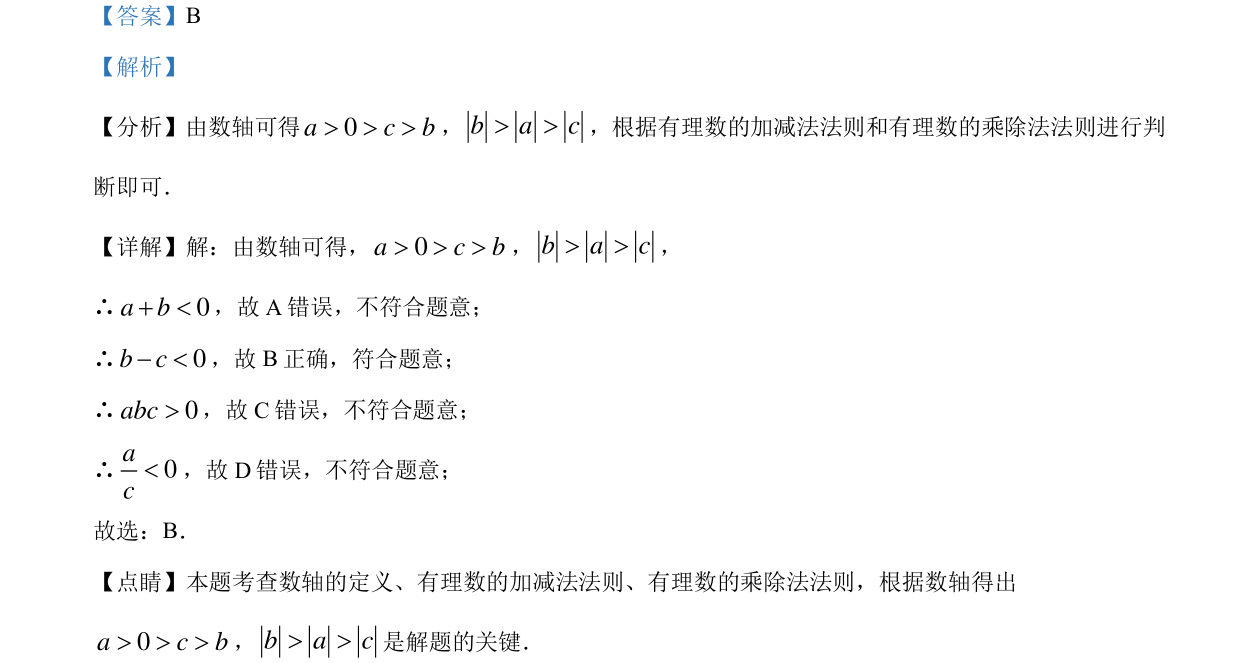 【答案】B
【解析】
【分析】由数轴可得 a > 0 > c > b，|b| > |a| > |c|，根据有理数的加减法法则和有理数的乘除法法则进行判
断即可．
【详解】解：由数轴可得，a > 0 > c > b，|b| > |a| > |c|，
∴ a + b < 0，故 A 错误，不符合题意；
∴ b − c < 0，故 B 正确，符合题意；
∴ abc > 0，故 C 错误，不符合题意；
∴ a/c < 0，故 D 错误，不符合题意；
故选：B．
【点睛】本题考查数轴的定义、有理数的加减法法则、有理数的乘除法法则，根据数轴得出
a > 0 > c > b，|b| > |a| > |c| 是解题的关键．